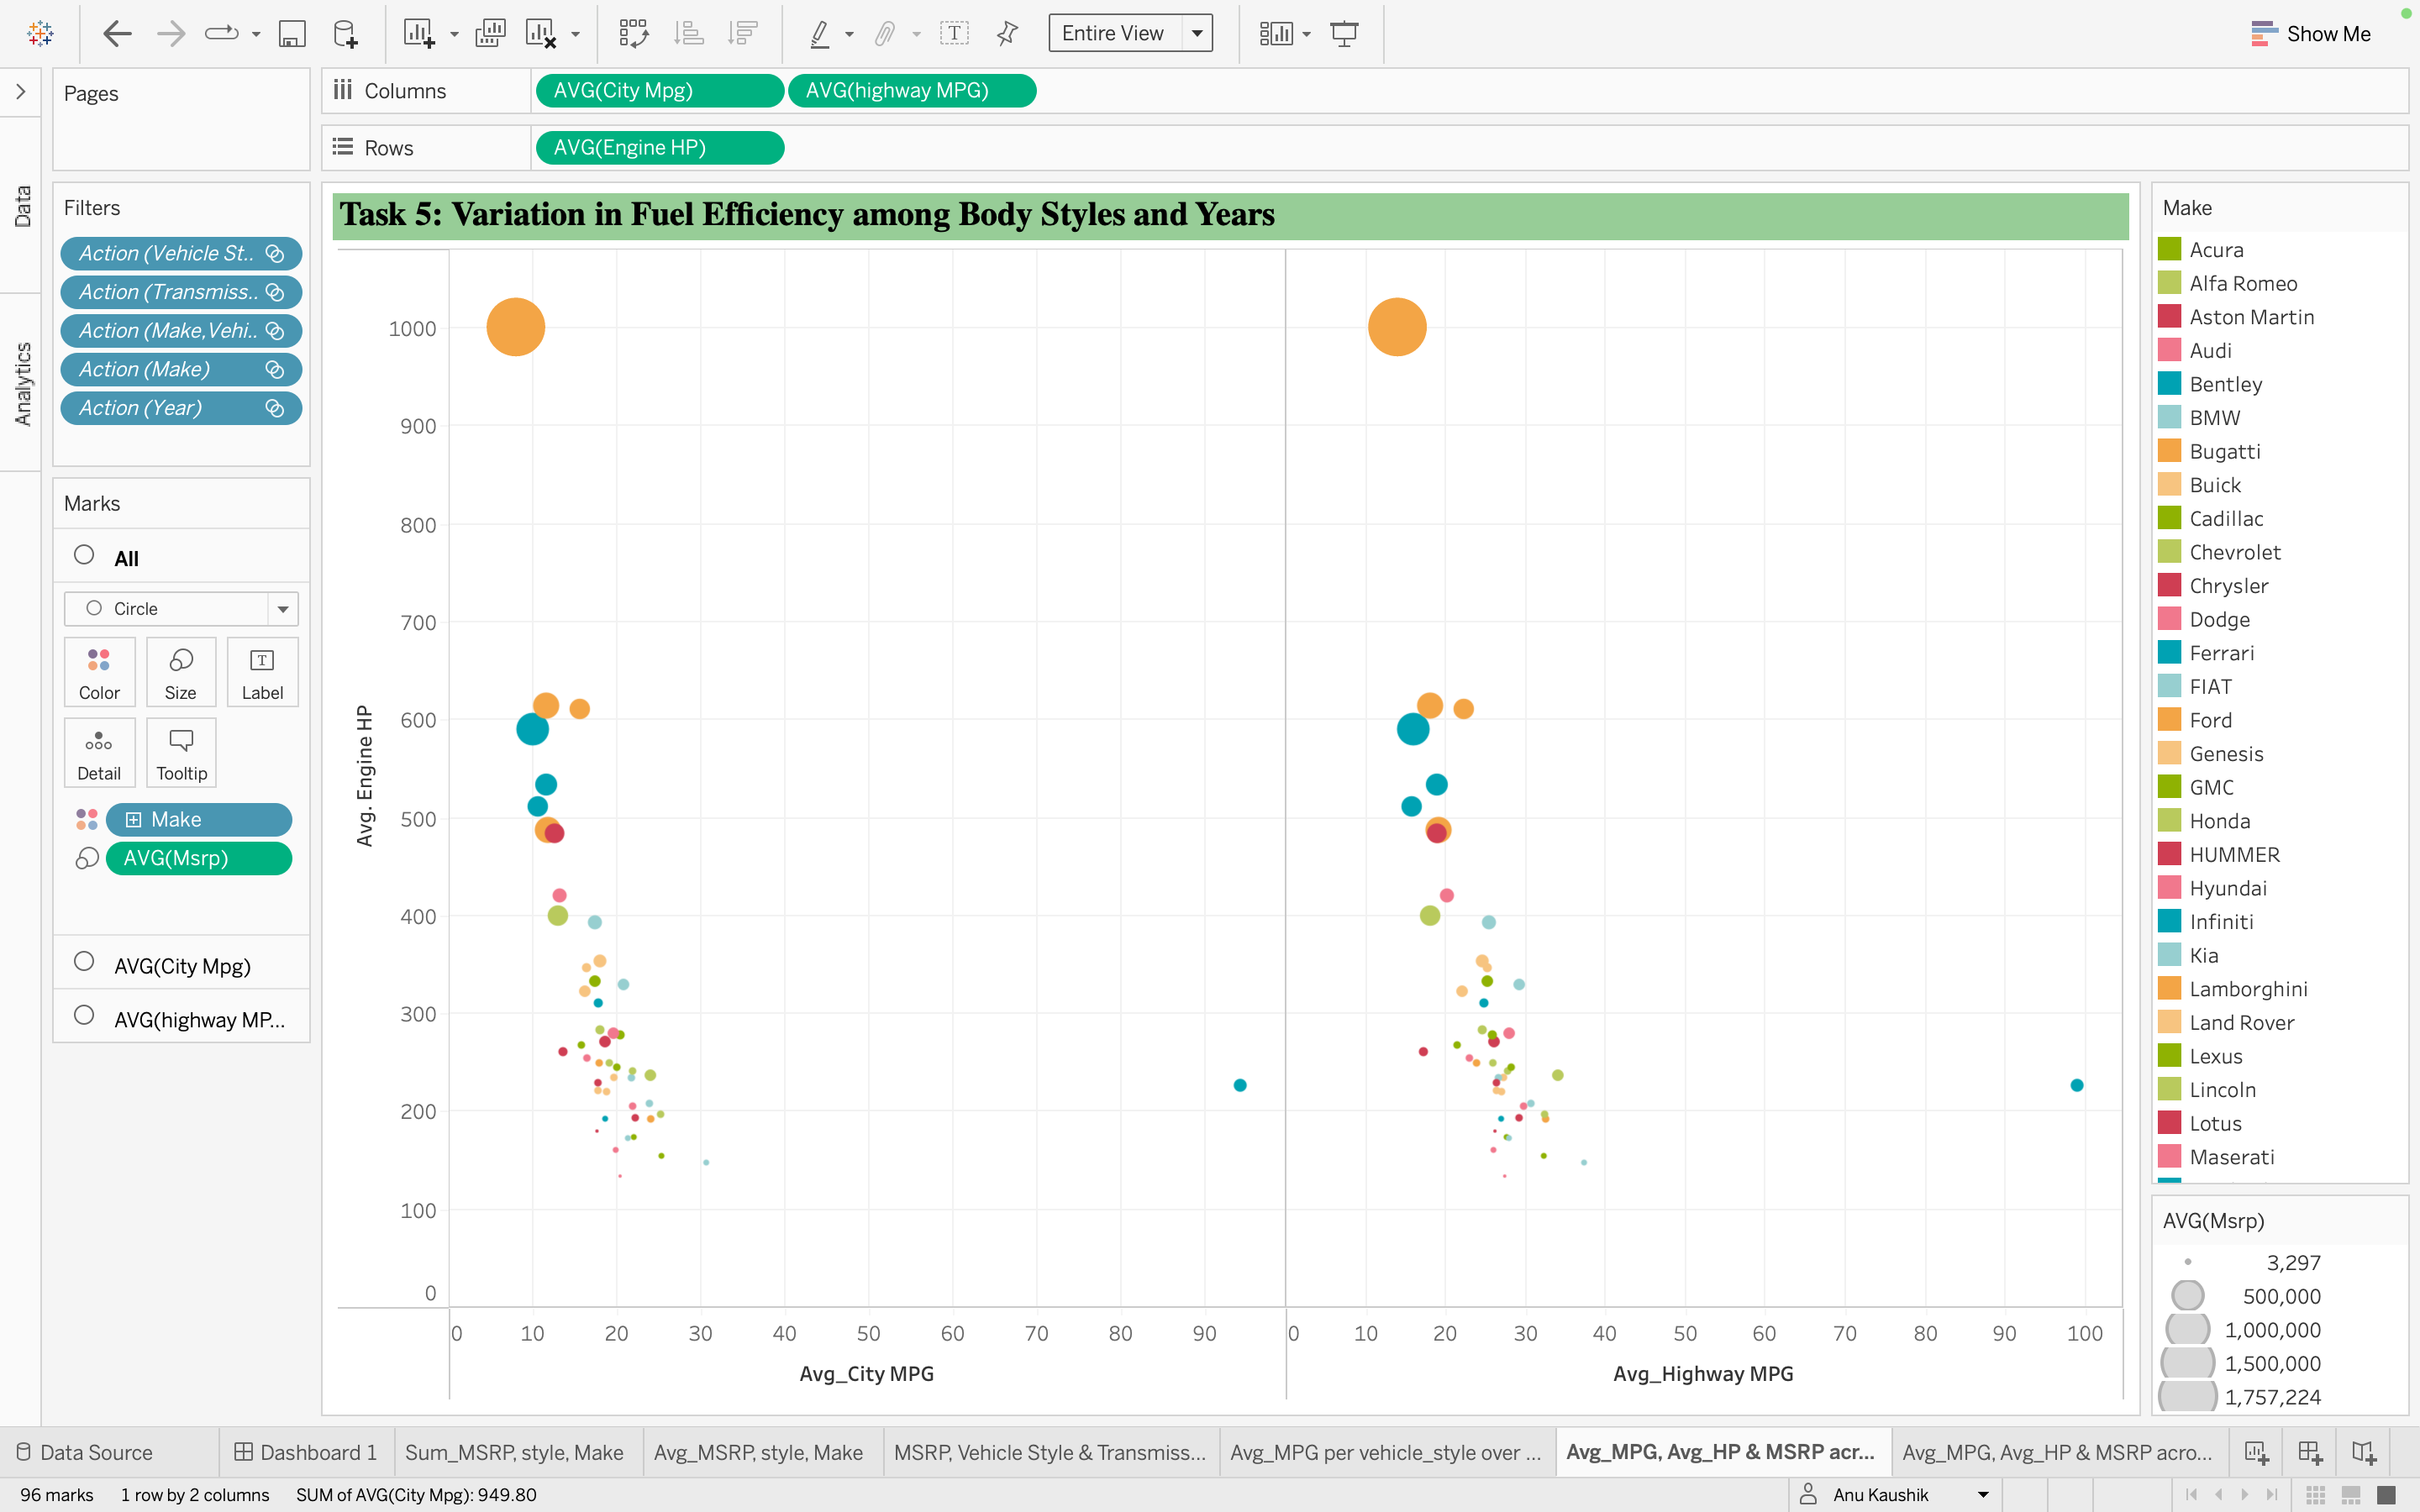 Entire View
Show Me
Pages
Columns
AVG(City Mpg)
AVG(highway MPG)
Rows
AVG(Engine HP)
Data
Analytics
Filters
Action (Vehicle St..
Action (Transmiss..
Action (Make,Vehi..
Action (Make)
Action (Year)
Marks
All
Circle
Color
Size
Label
Detail
Tooltip
Make
AVG(Msrp)
AVG(City Mpg)
AVG(highway MP...
Task 5: Variation in Fuel Efficiency among Body Styles and Years
Avg. Engine HP
1000
900
800
700
600
500
400
300
200
100
0
0 10 20 30 40 50 60 70 80 90
0 10 20 30 40 50 60 70 80 90 100
Avg_City MPG
Avg_Highway MPG
Make
Acura
Alfa Romeo
Aston Martin
Audi
Bentley
BMW
Bugatti
Buick
Cadillac
Chevrolet
Chrysler
Dodge
Ferrari
FIAT
Ford
Genesis
GMC
Honda
HUMMER
Hyundai
Infiniti
Kia
Lamborghini
Land Rover
Lexus
Lincoln
Lotus
Maserati
AVG(Msrp)
3,297
500,000
1,000,000
1,500,000
1,757,224
Data Source
Dashboard 1
Sum_MSRP, style, Make
Avg_MSRP, style, Make
MSRP, Vehicle Style & Transmiss...
Avg_MPG per vehicle_style over ...
Avg_MPG, Avg_HP & MSRP acr...
Avg_MPG, Avg_HP & MSRP acro...
96 marks
1 row by 2 columns
SUM of AVG(City Mpg): 949.80
Anu Kaushik